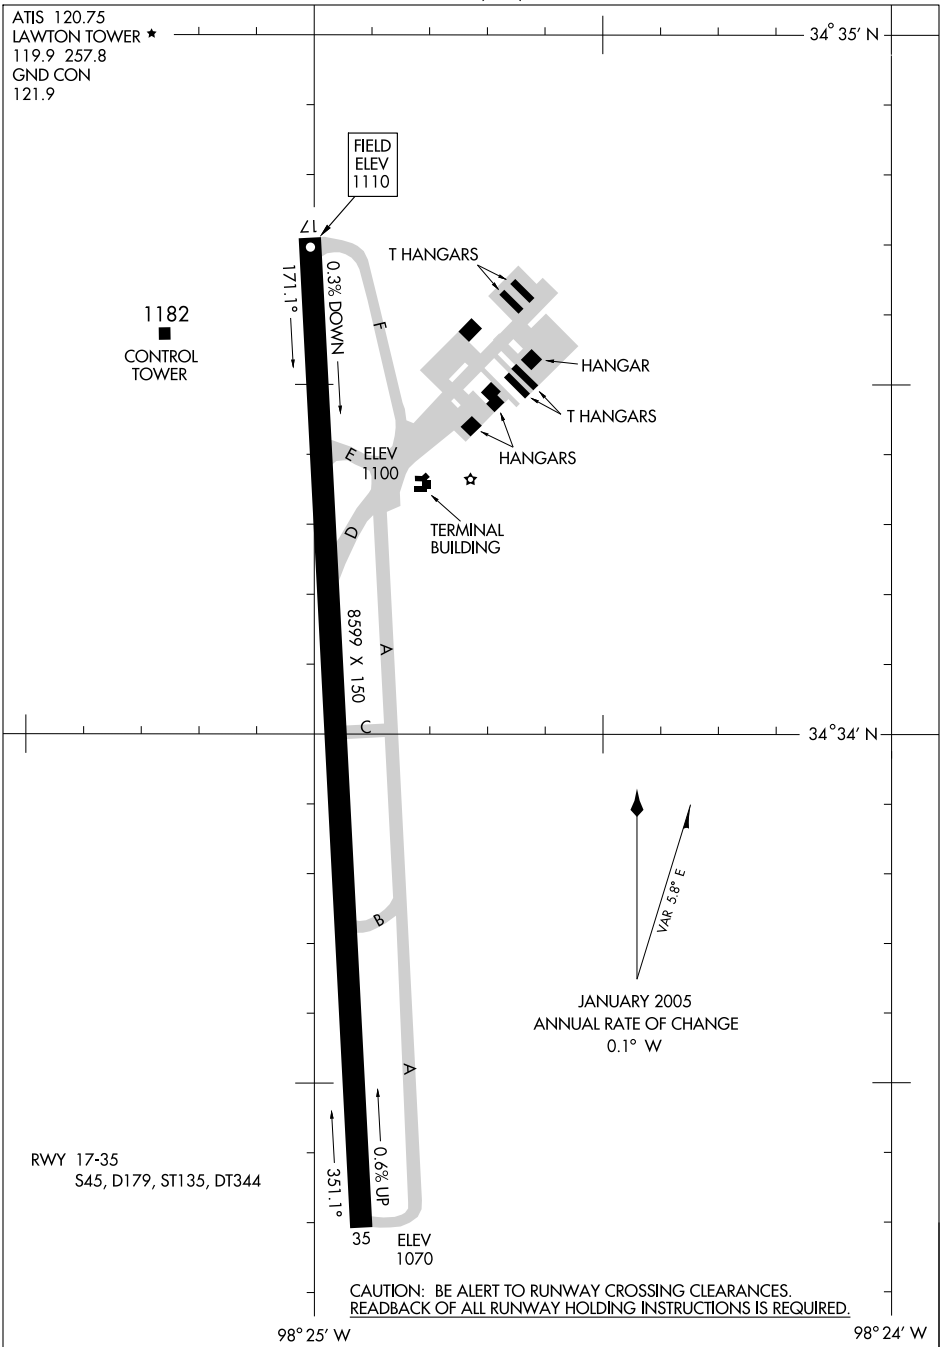 ATIS 120.75
LAWTON TOWER ★
119.9 257.8
GND CON
121.9
34° 35' N
FIELD
ELEV
1110
17
171.1°
0.3% DOWN
F
T HANGARS
1182
CONTROL
TOWER
HANGAR
T HANGARS
HANGARS
E
ELEV
1100
D
TERMINAL
BUILDING
8599 X 150
A
C
34° 34' N
B
VAR 5.8° E
JANUARY 2005
ANNUAL RATE OF CHANGE
0.1° W
A
RWY 17-35
S45, D179, ST135, DT344
351.1°
0.6% UP
35
ELEV
1070
CAUTION: BE ALERT TO RUNWAY CROSSING CLEARANCES.
READBACK OF ALL RUNWAY HOLDING INSTRUCTIONS IS REQUIRED.
98° 25' W
98° 24' W